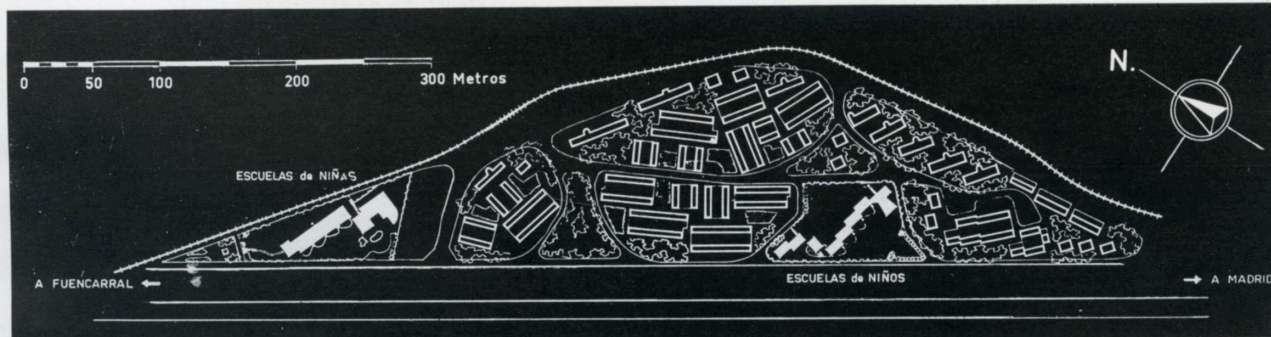 0 50 100 200 300 Metros
N.
ESCUELAS de NIÑAS
ESCUELAS de NIÑOS
A FUENCARRAL
A MADRID